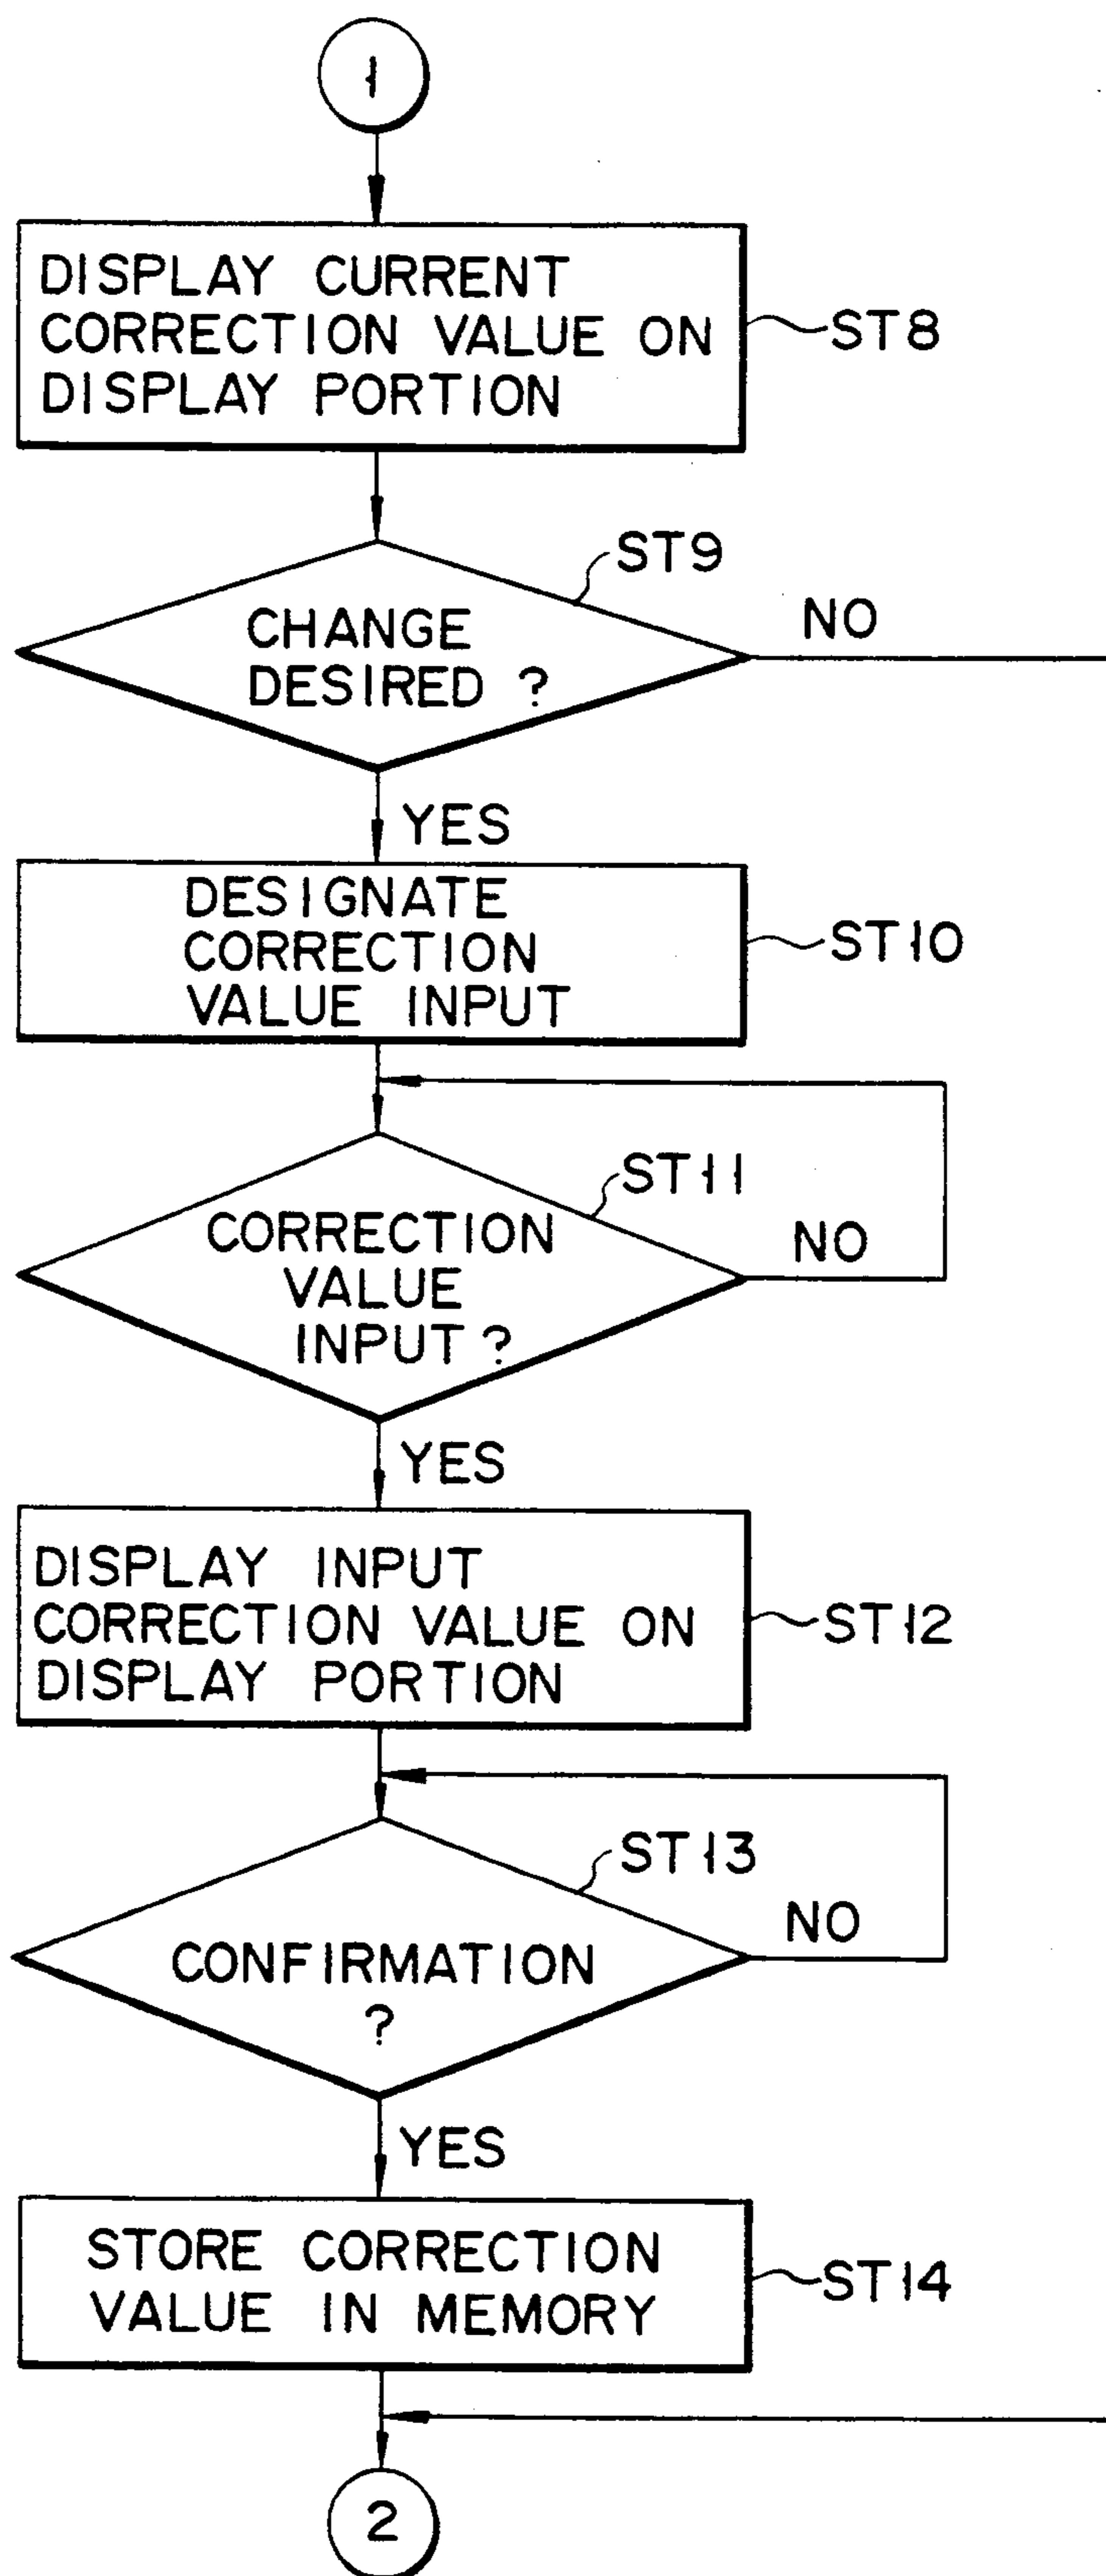 1
DISPLAY CURRENT
CORRECTION VALUE ON
DISPLAY PORTION
ST8
ST9
CHANGE
DESIRED ?
NO
YES
DESIGNATE
CORRECTION
VALUE INPUT
ST10
ST11
CORRECTION
VALUE
INPUT ?
NO
YES
DISPLAY INPUT
CORRECTION VALUE ON
DISPLAY PORTION
ST12
ST13
CONFIRMATION
?
NO
YES
STORE CORRECTION
VALUE IN MEMORY
ST14
2